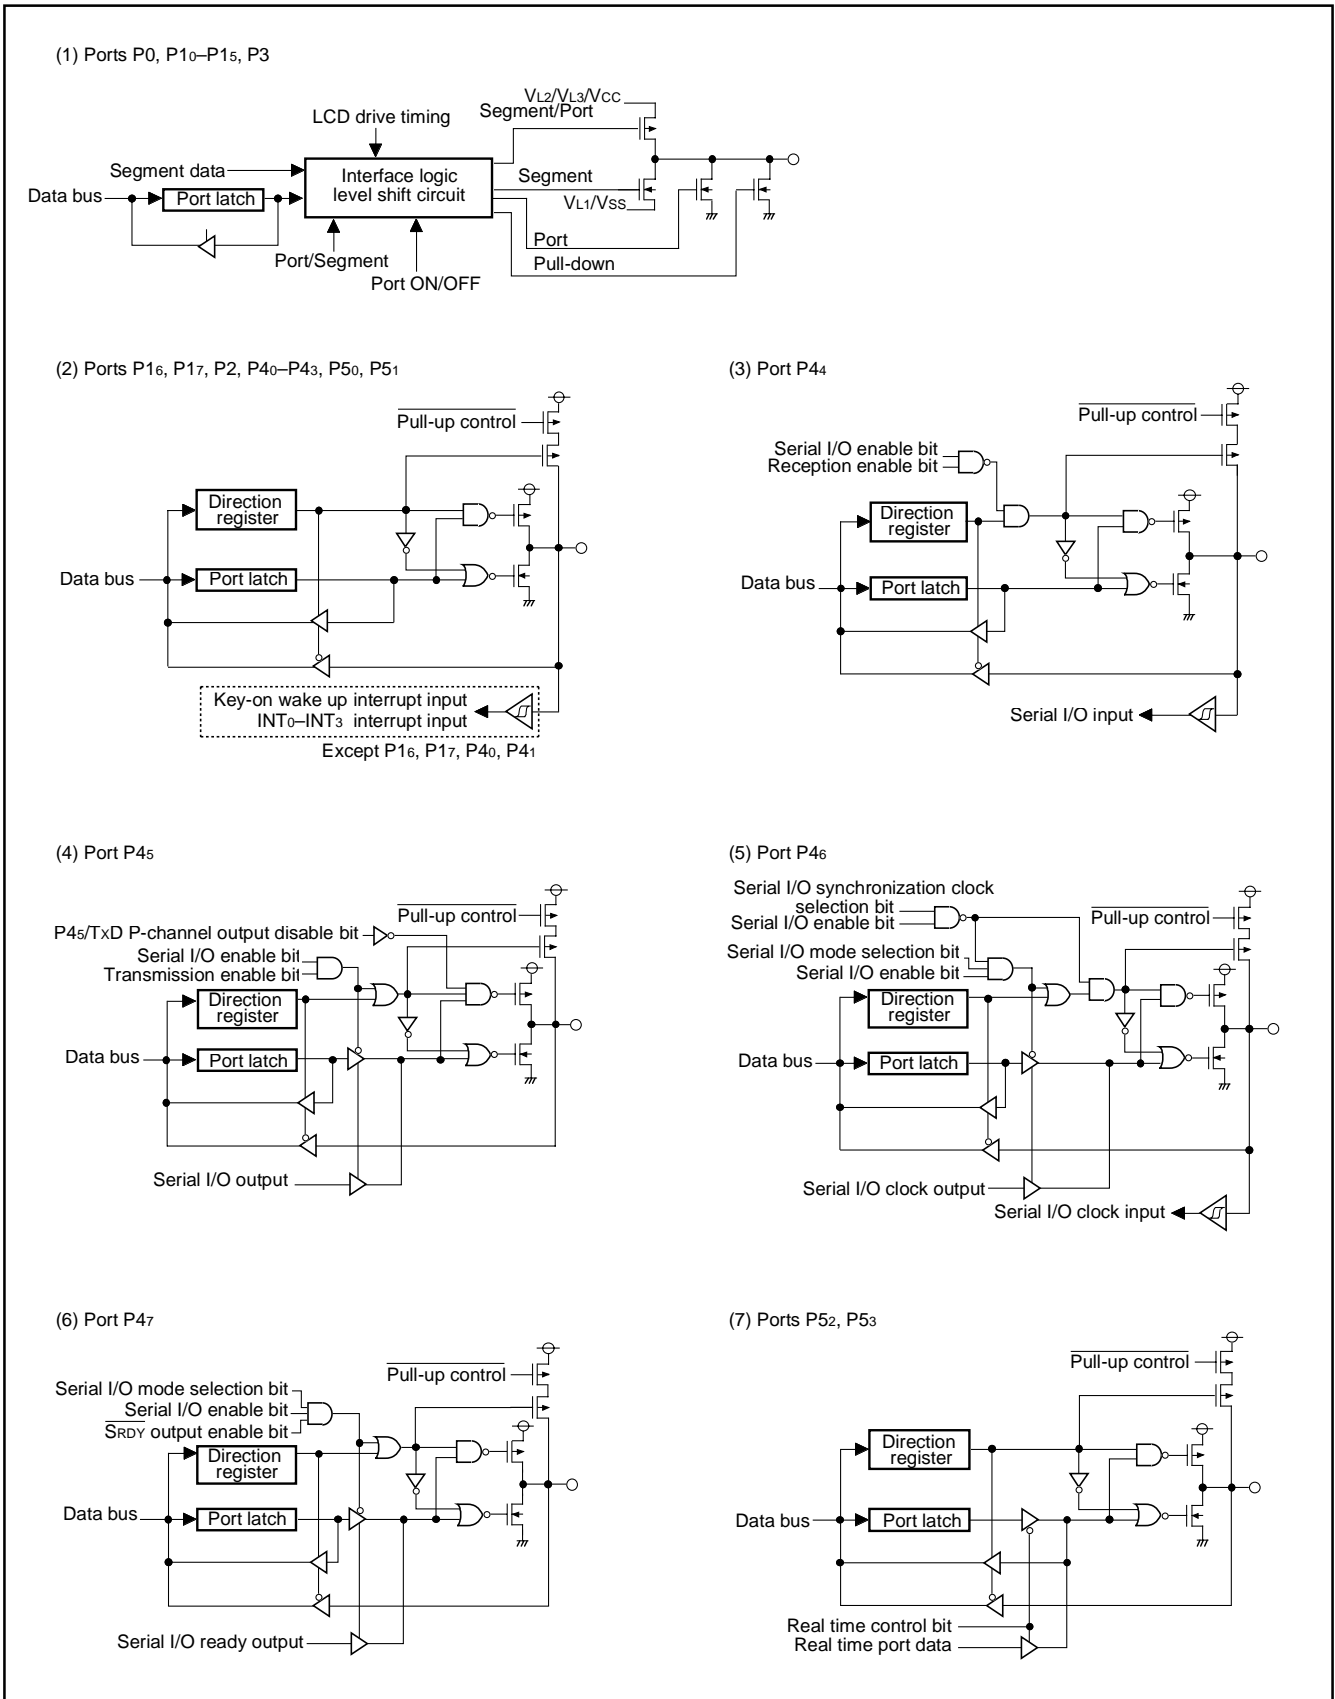 (1) Ports P0, P10–P15, P3
VL2/VL3/VCC
Segment/Port
LCD drive timing
Segment data
Interface logic
level shift circuit
Segment
Data bus
Port latch
VL1/VSS
Port
Port/Segment
Pull-down
Port ON/OFF
(2) Ports P16, P17, P2, P40–P43, P50, P51
Pull-up control
Direction
register
Data bus
Port latch
Key-on wake up interrupt input
INT0–INT3 interrupt input
Except P16, P17, P40, P41
(3) Port P44
Pull-up control
Serial I/O enable bit
Reception enable bit
Direction
register
Data bus
Port latch
Serial I/O input
(4) Port P45
Pull-up control
P45/TxD P-channel output disable bit
Serial I/O enable bit
Transmission enable bit
Direction
register
Data bus
Port latch
Serial I/O output
(5) Port P46
Serial I/O synchronization clock
selection bit
Serial I/O enable bit
Pull-up control
Serial I/O mode selection bit
Serial I/O enable bit
Direction
register
Data bus
Port latch
Serial I/O clock output
Serial I/O clock input
(6) Port P47
Pull-up control
Serial I/O mode selection bit
Serial I/O enable bit
SRDY output enable bit
Direction
register
Data bus
Port latch
Serial I/O ready output
(7) Ports P52, P53
Pull-up control
Direction
register
Data bus
Port latch
Real time control bit
Real time port data